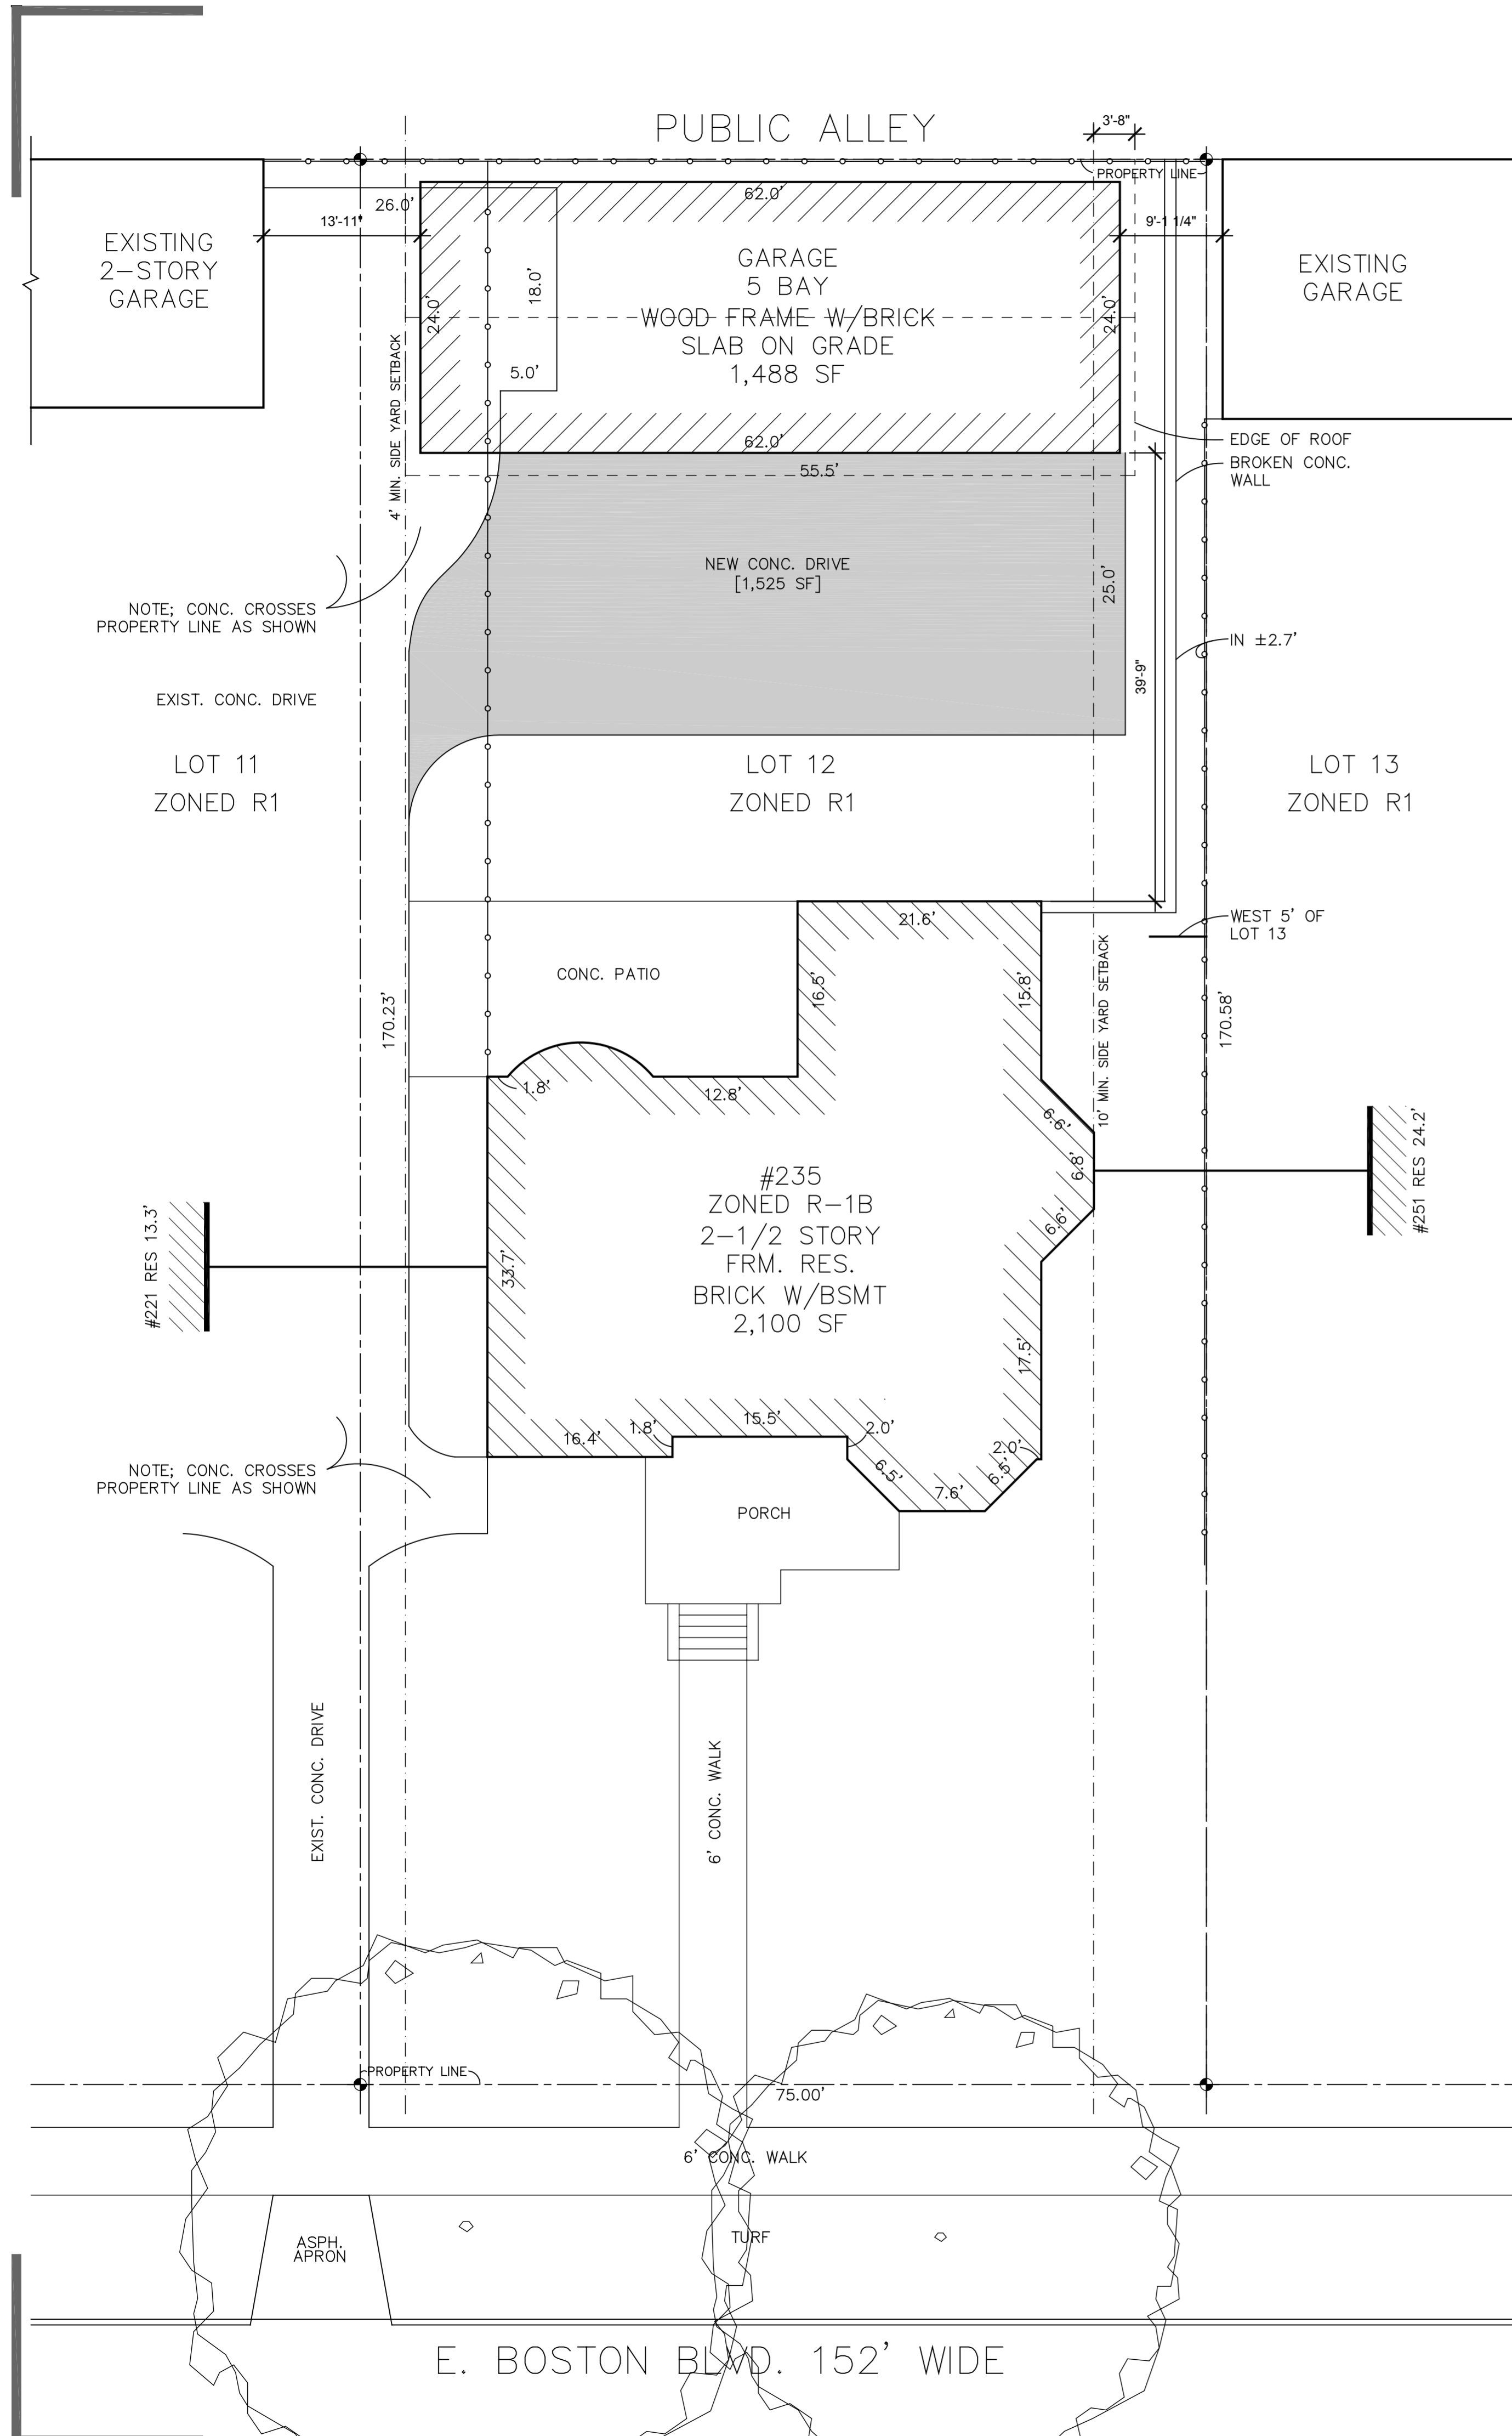 PUBLIC ALLEY
3'-8"
PROPERTY LINE
62.0'
26.0'
13'-11"
9'-1 1/4"
EXISTING
2-STORY
GARAGE
GARAGE
5 BAY
WOOD FRAME W/BRICK
SLAB ON GRADE
1,488 SF
EXISTING
GARAGE
18.0'
24.0'
24.0'
5.0'
4' MIN. SIDE YARD SETBACK
62.0'
EDGE OF ROOF
BROKEN CONC.
WALL
55.5'
NEW CONC. DRIVE
[1,525 SF]
25.0'
NOTE; CONC. CROSSES
PROPERTY LINE AS SHOWN
IN ±2.7'
39'-9"
EXIST. CONC. DRIVE
LOT 11
ZONED R1
LOT 12
ZONED R1
LOT 13
ZONED R1
21.6'
WEST 5' OF
LOT 13
CONC. PATIO
16.5'
15.8'
10' MIN. SIDE YARD SETBACK
170.23'
170.58'
1.8'
12.8'
6.6'
6.8'
6.6'
#235
ZONED R-1B
2-1/2 STORY
FRM. RES.
BRICK W/BSMT
2,100 SF
#221 RES 13.3'
#251 RES 24.2'
33.7'
17.5'
16.4'
1.8'
15.5'
2.0'
2.0'
6.5'
7.6'
6.5'
NOTE; CONC. CROSSES
PROPERTY LINE AS SHOWN
PORCH
EXIST. CONC. DRIVE
6' CONC. WALK
PROPERTY LINE
75.00'
6' CONC. WALK
TURF
ASPH.
APRON
E. BOSTON BLVD. 152' WIDE